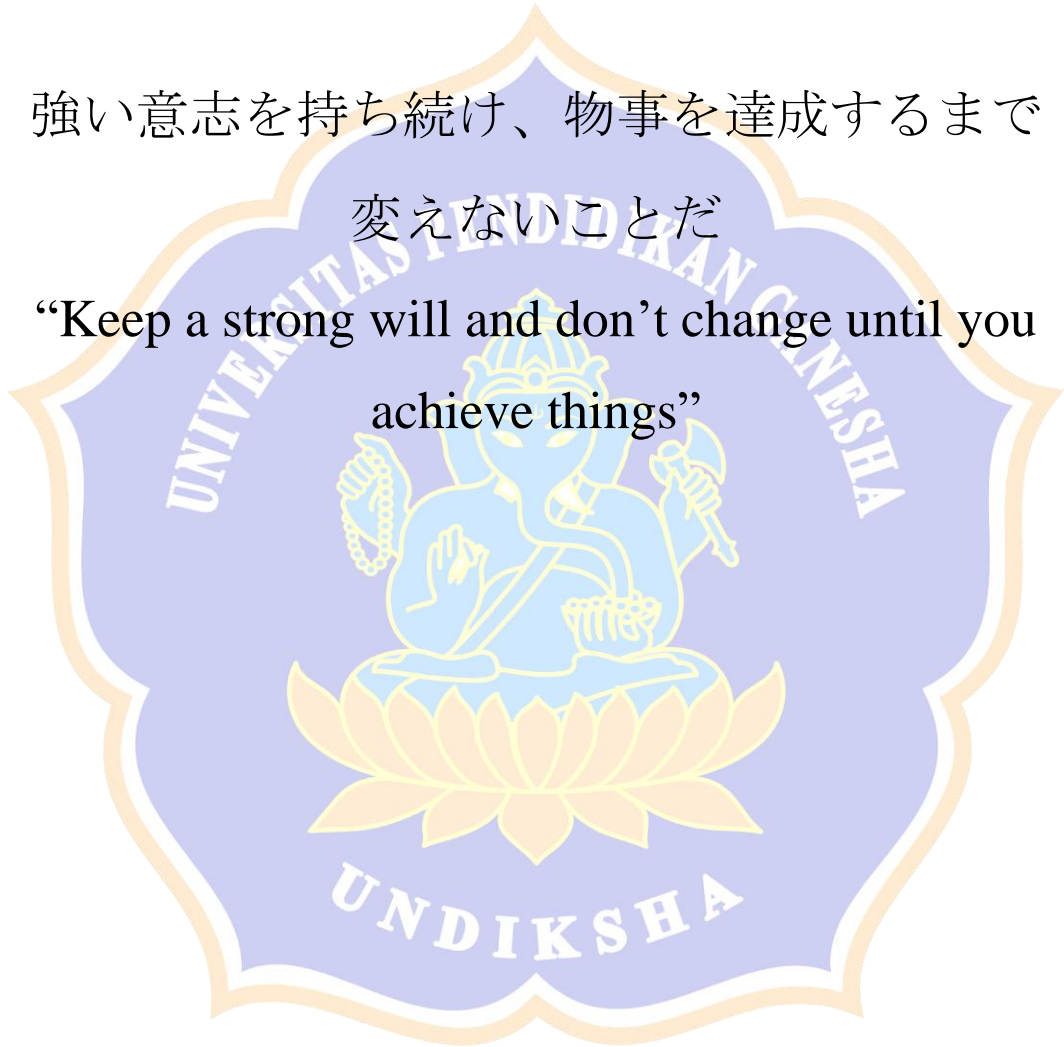 強い意志を持ち続け、物事を達成するまで
変えないことだ
“Keep a strong will and don’t change until you
achieve things”
UNIVERSITAS PENDIDIKAN GANESHA
UNDIKSHA